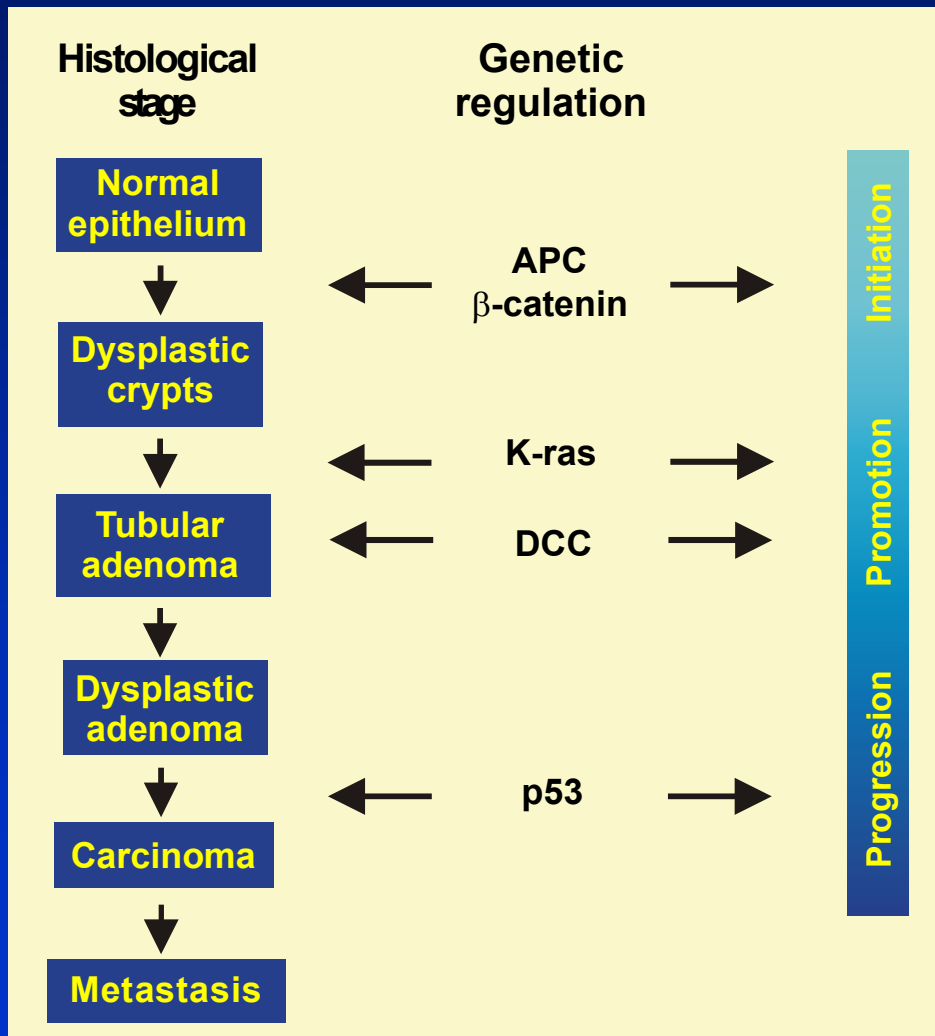 Histological
stage
Genetic
regulation
Normal
epithelium
APC
β-catenin
Dysplastic
crypts
K-ras
Tubular
adenoma
DCC
Dysplastic
adenoma
p53
Carcinoma
Metastasis
Initiation
Promotion
Progression